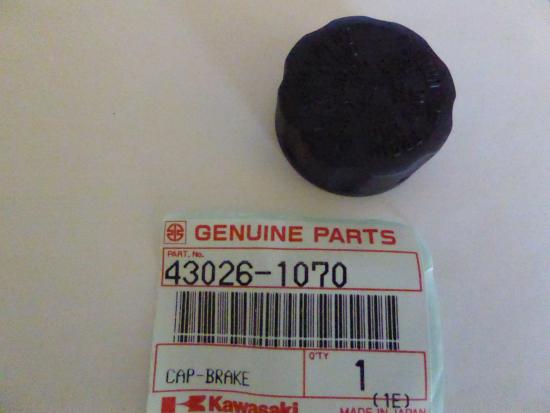 GENUINE PARTS
PART. No.
43026-1070
CAP-BRAKE
Q'TY
1
(1E)
Kawasaki
MADE IN JAPAN